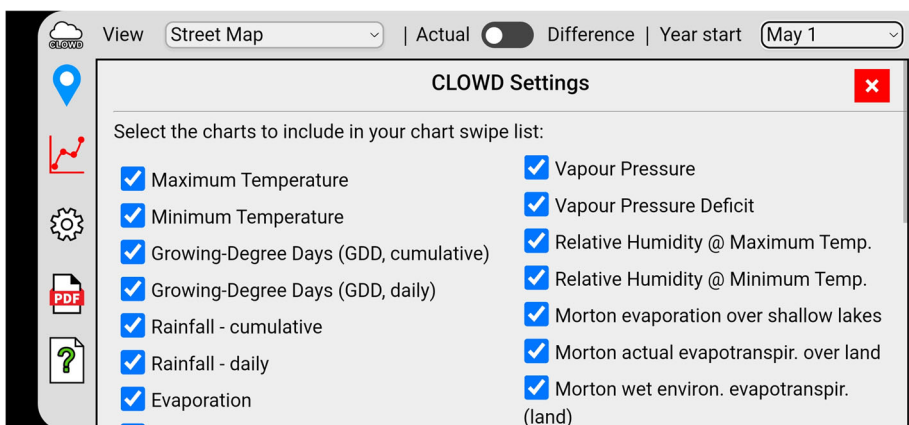 View Street Map | Actual Difference | Year start May 1
CLOWD
CLOWD Settings
Select the charts to include in your chart swipe list:
Maximum Temperature
Minimum Temperature
Growing-Degree Days (GDD, cumulative)
Growing-Degree Days (GDD, daily)
Rainfall - cumulative
Rainfall - daily
Evaporation
Vapour Pressure
Vapour Pressure Deficit
Relative Humidity @ Maximum Temp.
Relative Humidity @ Minimum Temp.
Morton evaporation over shallow lakes
Morton actual evapotranspir. over land
Morton wet environ. evapotranspir.
(land)
PDF
?